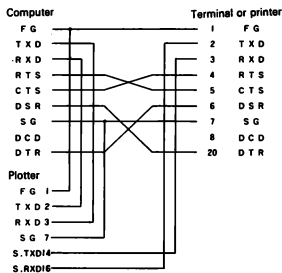 Computer
Terminal or printer
F G 1 F G
T X D 2 T X D
R X D 3 R X D
R T S 4 R T S
C T S 5 C T S
D S R 6 D S R
S G 7 S G
D C D 8 D C D
D T R 20 D T R
Plotter
F G 1
T X D 2
R X D 3
S G 7
S.TXD14
S.RXD16